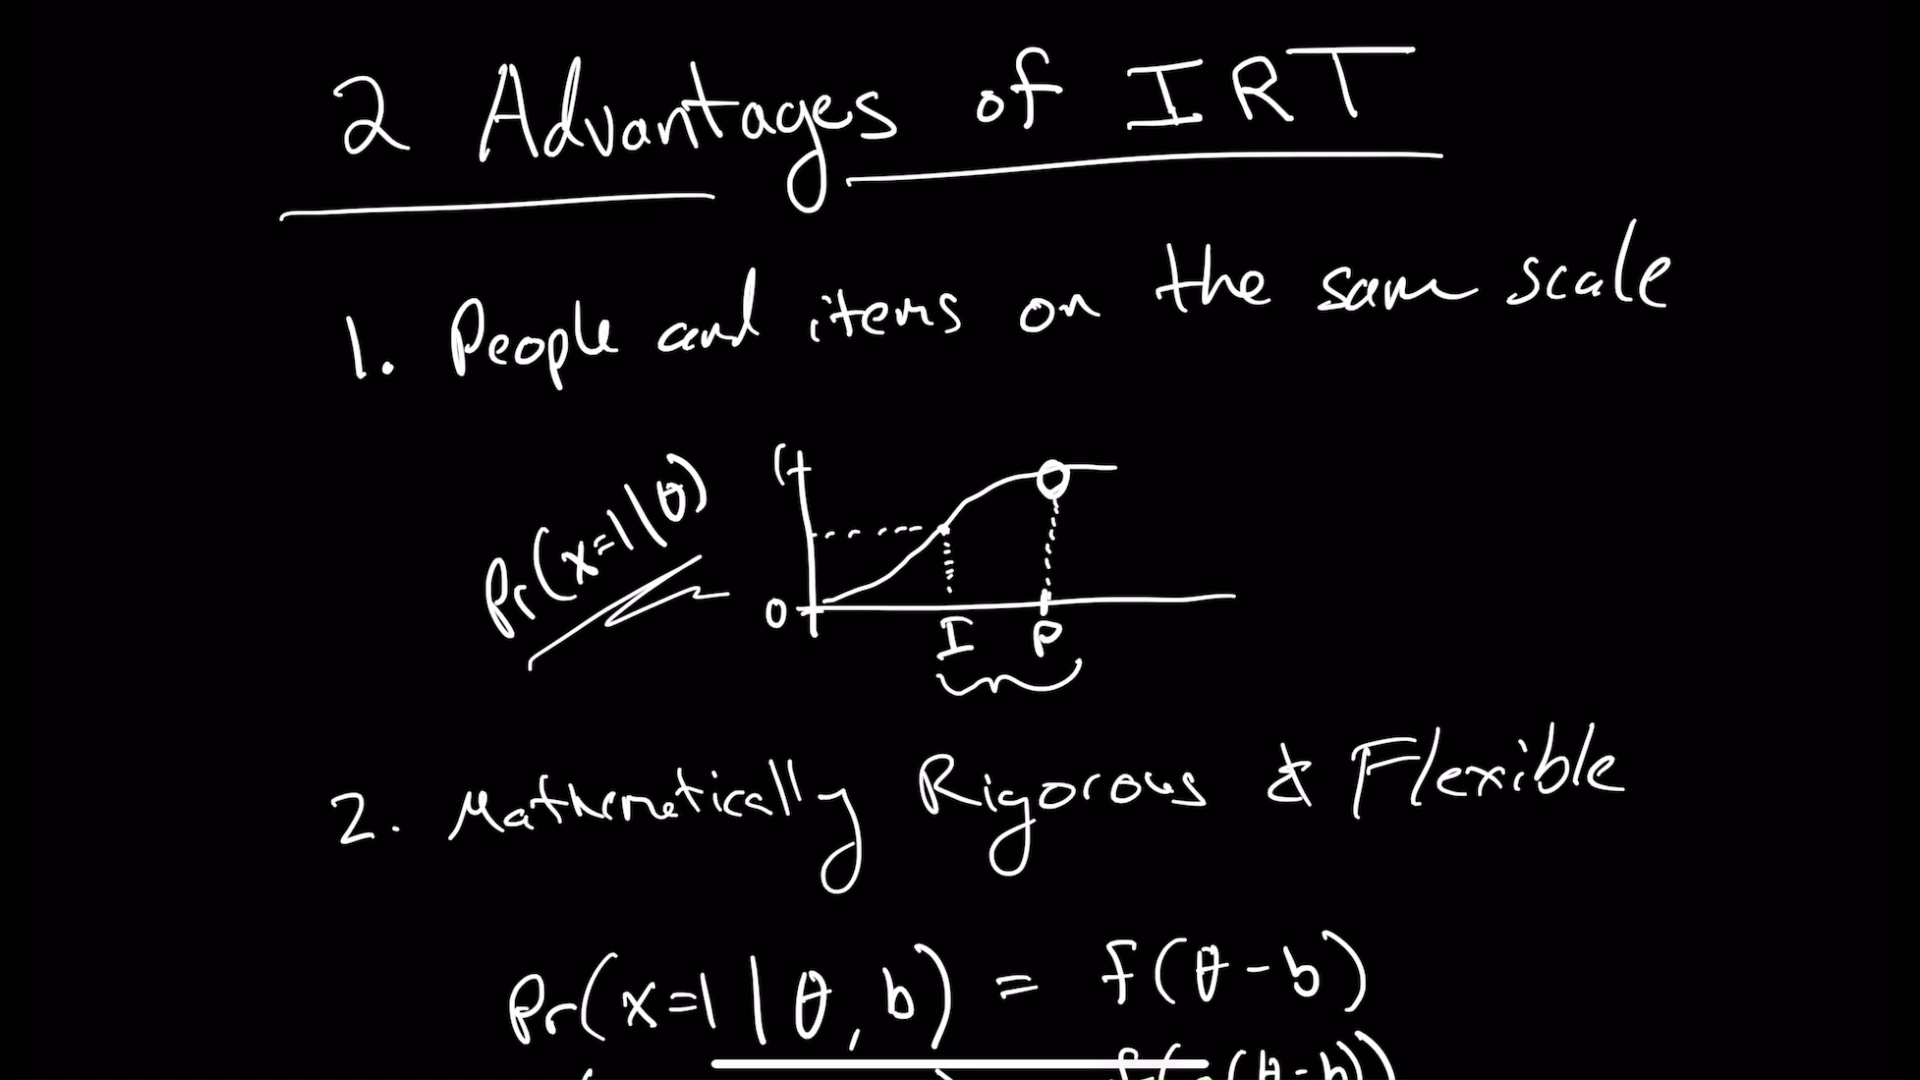 2 Advantages of IRT
1. People and items on the same scale
Pr(x=1|θ)
1
0
I P
2. Mathematically Rigorous & Flexible
Pr(x=1|θ, b) = f(θ-b)
(θ-b))